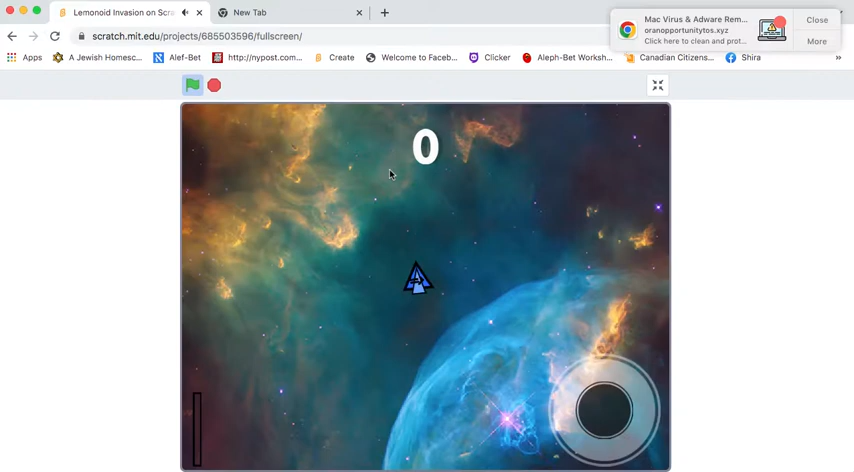 Lemonoid Invasion on Scr
New Tab
scratch.mit.edu/projects/685503596/fullscreen/
Mac Virus & Adware Rem...
oranopportunitytos.xyz
Click here to clean and prot...
Close
More
Apps
A Jewish Homesc...
Alef-Bet
http://nypost.com...
Create
Welcome to Faceb...
Clicker
Aleph-Bet Worksh...
Canadian Citizens...
Shira
»
0